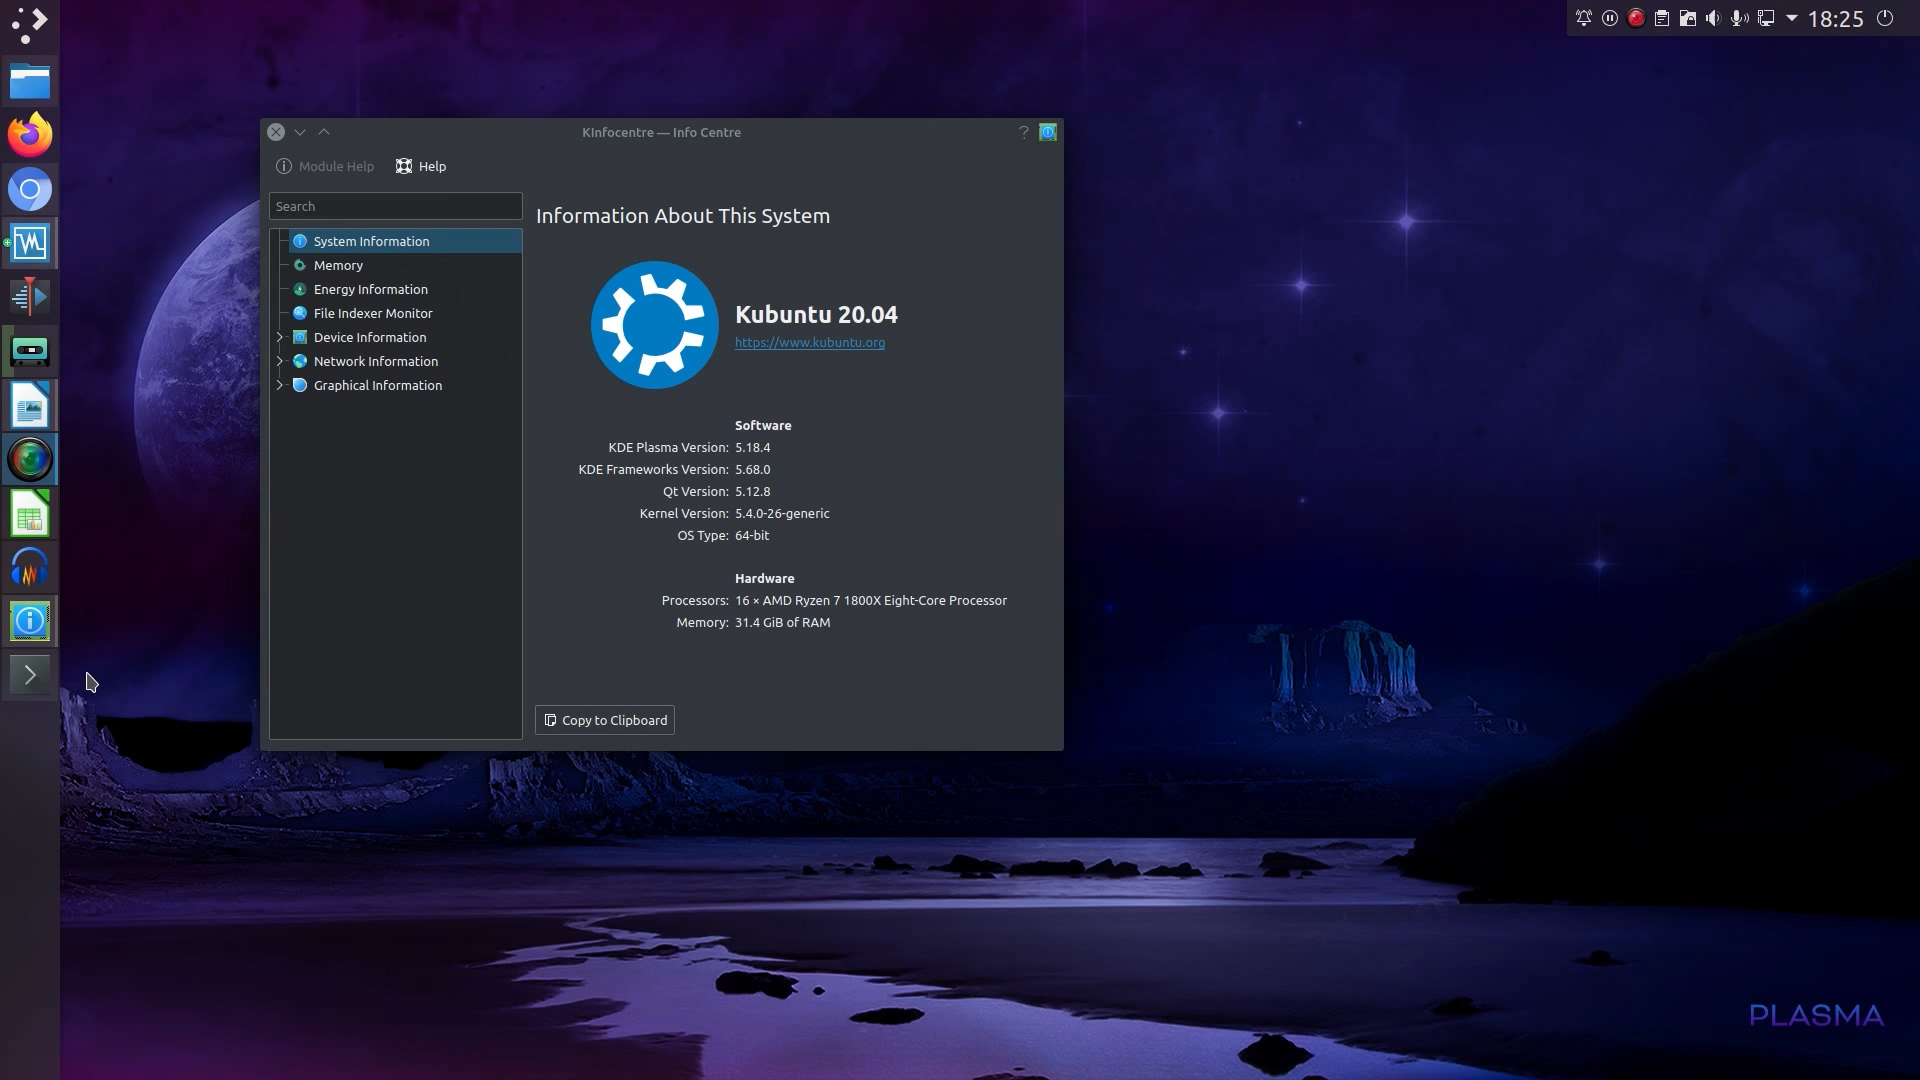 18:25
KInfocentre — Info Centre
?
Module Help
Help
Search
System Information
Memory
Energy Information
File Indexer Monitor
Device Information
Network Information
Graphical Information
Information About This System
Kubuntu 20.04
https://www.kubuntu.org
Software
KDE Plasma Version: 5.18.4
KDE Frameworks Version: 5.68.0
Qt Version: 5.12.8
Kernel Version: 5.4.0-26-generic
OS Type: 64-bit
Hardware
Processors: 16 × AMD Ryzen 7 1800X Eight-Core Processor
Memory: 31.4 GiB of RAM
Copy to Clipboard
PLASMA